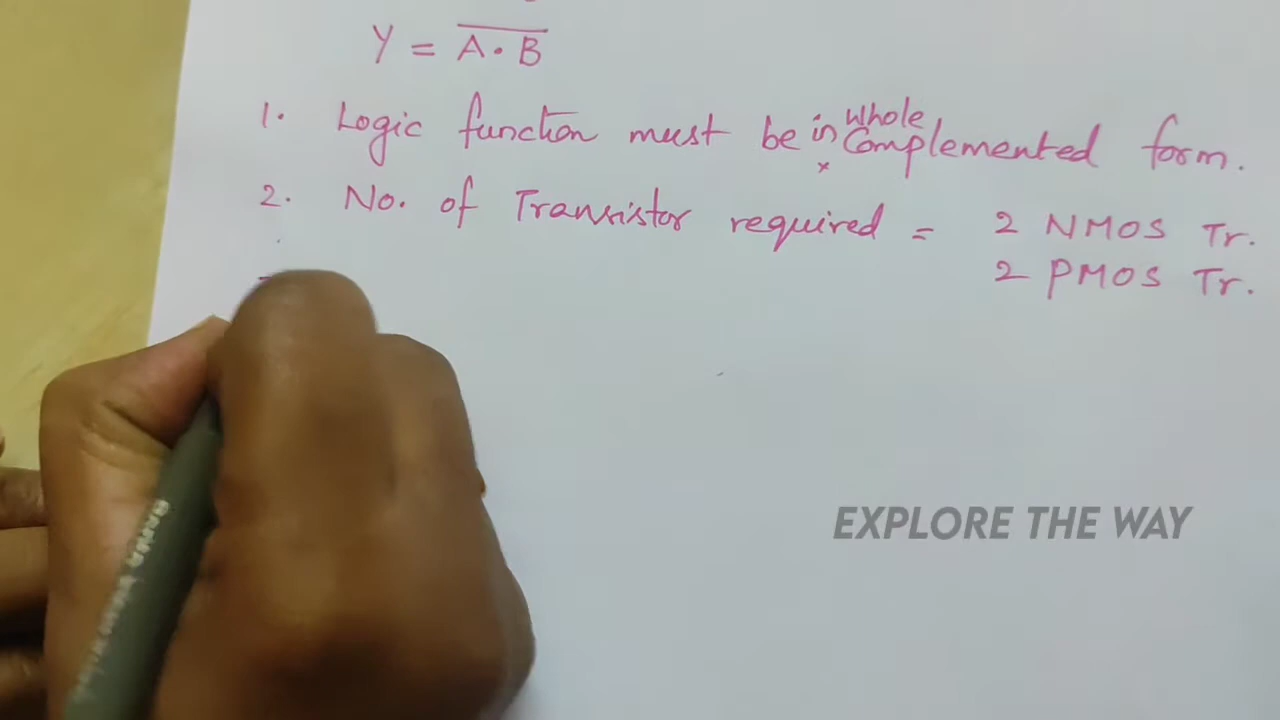 Y = \overline{A · B}
1. Logic function must be in whole complemented form.
2. No. of Transistor required = 2 NMOS Tr.
2 PMOS Tr.
EXPLORE THE WAY